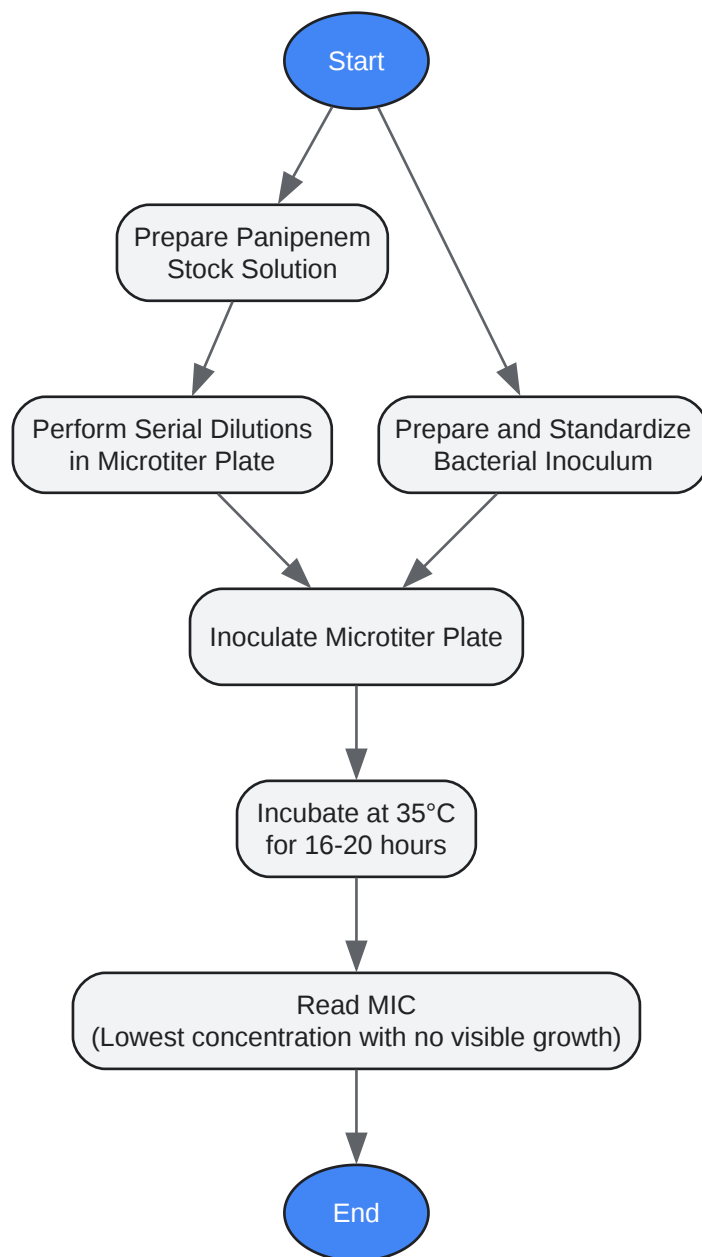 Start
Prepare Panipenem
Stock Solution
Perform Serial Dilutions
in Microtiter Plate
Prepare and Standardize
Bacterial Inoculum
Inoculate Microtiter Plate
Incubate at 35°C
for 16-20 hours
Read MIC
(Lowest concentration with no visible growth)
End